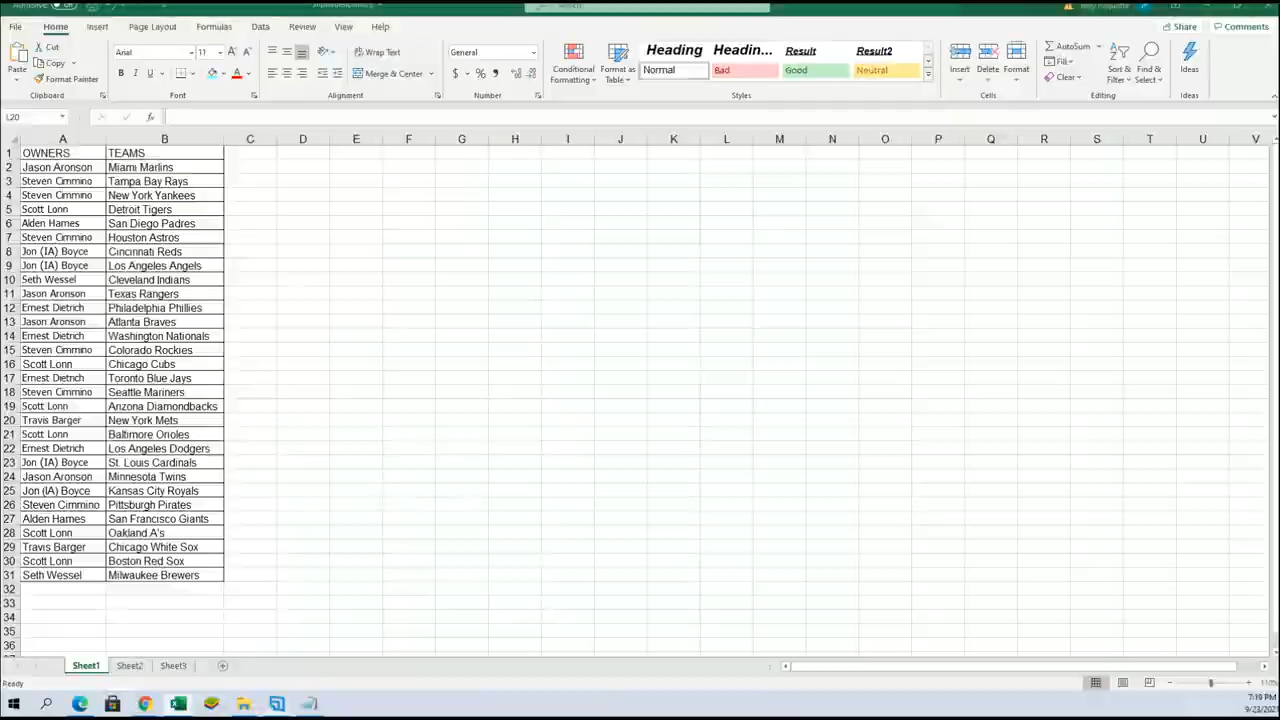 File Home Insert Page Layout Formulas Data Review View Help Share Comments
Cut Arial 11 Wrap Text General Heading Headin... Result Result2 AutoSum
Copy Fill
Paste Format Painter Merge & Center Conditional Formatting Format as Table Normal Bad Good Neutral Insert Delete Format Clear Sort & Filter Find & Select Ideas
Clipboard Font Alignment Number Styles Cells Editing Ideas
L20 fx
A B C D E F G H I J K L M N O P Q R S T U V
1 OWNERS TEAMS
2 Jason Aronson Miami Marlins
3 Steven Cimmino Tampa Bay Rays
4 Steven Cimmino New York Yankees
5 Scott Lonn Detroit Tigers
6 Alden Hames San Diego Padres
7 Steven Cimmino Houston Astros
8 Jon (IA) Boyce Cincinnati Reds
9 Jon (IA) Boyce Los Angeles Angels
10 Seth Wessel Cleveland Indians
11 Jason Aronson Texas Rangers
12 Ernest Dietrich Philadelphia Phillies
13 Jason Aronson Atlanta Braves
14 Ernest Dietrich Washington Nationals
15 Steven Cimmino Colorado Rockies
16 Scott Lonn Chicago Cubs
17 Ernest Dietrich Toronto Blue Jays
18 Steven Cimmino Seattle Mariners
19 Scott Lonn Arizona Diamondbacks
20 Travis Barger New York Mets
21 Scott Lonn Baltimore Orioles
22 Ernest Dietrich Los Angeles Dodgers
23 Jon (IA) Boyce St. Louis Cardinals
24 Jason Aronson Minnesota Twins
25 Jon (IA) Boyce Kansas City Royals
26 Steven Cimmino Pittsburgh Pirates
27 Alden Hames San Francisco Giants
28 Scott Lonn Oakland A's
29 Travis Barger Chicago White Sox
30 Scott Lonn Boston Red Sox
31 Seth Wessel Milwaukee Brewers
32
33
34
35
36
Sheet1 Sheet2 Sheet3
Ready 110%
7:19 PM